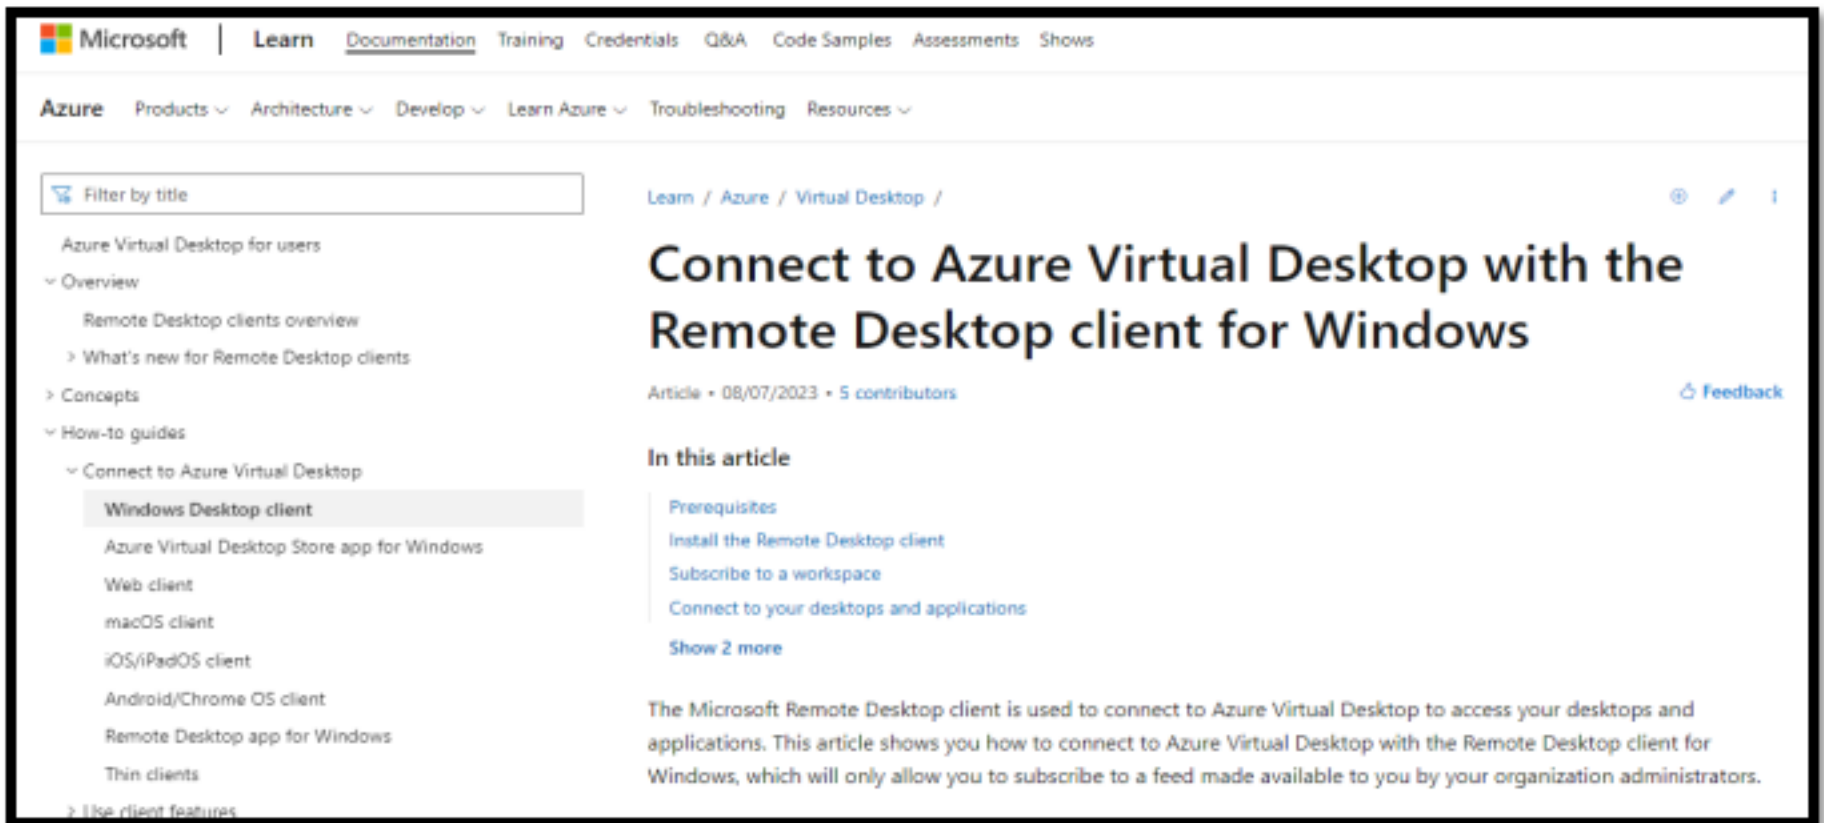 Microsoft | Learn Documentation Training Credentials Q&A Code Samples Assessments Shows
Azure Products Architecture Develop Learn Azure Troubleshooting Resources
Filter by title
Azure Virtual Desktop for users
Overview
Remote Desktop clients overview
What's new for Remote Desktop clients
Concepts
How-to guides
Connect to Azure Virtual Desktop
Windows Desktop client
Azure Virtual Desktop Store app for Windows
Web client
macOS client
iOS/iPadOS client
Android/Chrome OS client
Remote Desktop app for Windows
Thin clients
Use client features
Learn / Azure / Virtual Desktop /
Connect to Azure Virtual Desktop with the
Remote Desktop client for Windows
Article • 08/07/2023 • 5 contributors
Feedback
In this article
Prerequisites
Install the Remote Desktop client
Subscribe to a workspace
Connect to your desktops and applications
Show 2 more
The Microsoft Remote Desktop client is used to connect to Azure Virtual Desktop to access your desktops and
applications. This article shows you how to connect to Azure Virtual Desktop with the Remote Desktop client for
Windows, which will only allow you to subscribe to a feed made available to you by your organization administrators.